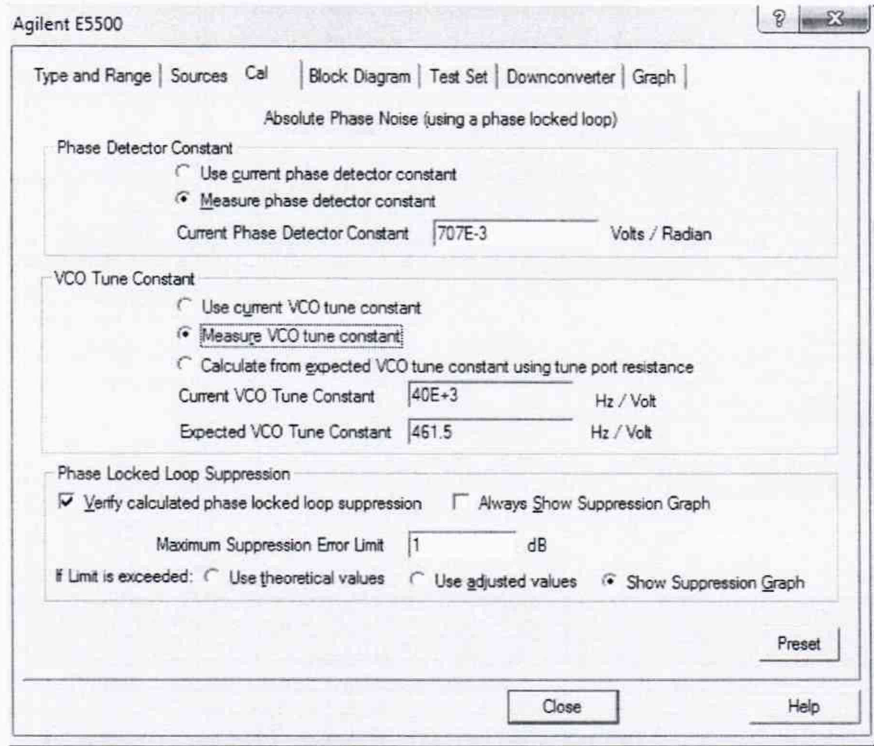 Agilent E5500
Type and Range Sources Cal Block Diagram Test Set Downconverter Graph
Absolute Phase Noise (using a phase locked loop)
Phase Detector Constant
Use current phase detector constant
Measure phase detector constant
Current Phase Detector Constant 707E-3 Volts / Radian
VCO Tune Constant
Use current VCO tune constant
Measure VCO tune constant
Calculate from expected VCO tune constant using tune port resistance
Current VCO Tune Constant 40E+3 Hz / Volt
Expected VCO Tune Constant 461.5 Hz / Volt
Phase Locked Loop Suppression
Verify calculated phase locked loop suppression Always Show Suppression Graph
Maximum Suppression Error Limit 1 dB
If Limit is exceeded: Use theoretical values Use adjusted values Show Suppression Graph
Preset
Close Help